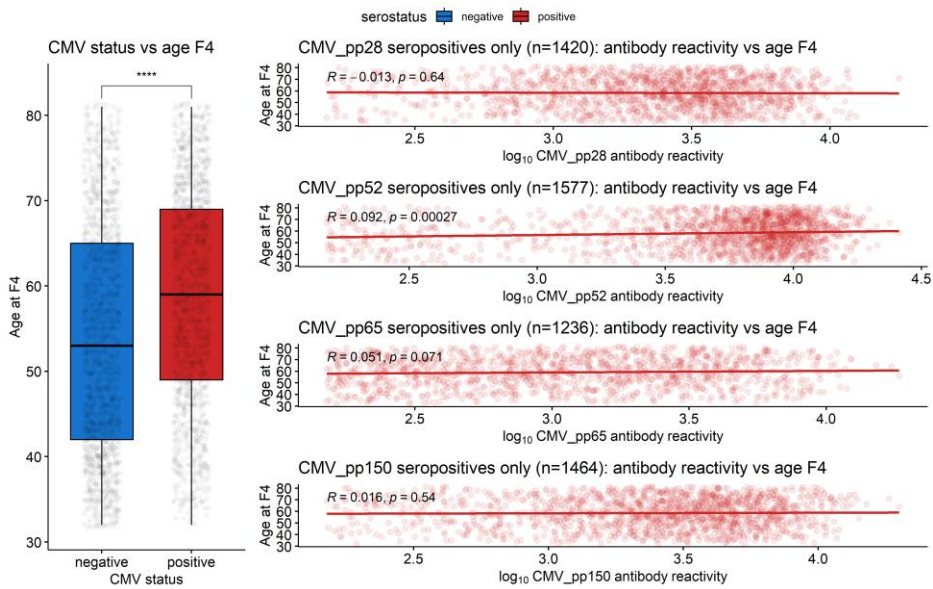 serostatus negative positive
CMV status vs age F4
****
Age at F4
80
70
60
50
40
30
negative positive
CMV status
CMV_pp28 seropositives only (n=1420): antibody reactivity vs age F4
R = −0.013, p = 0.64
Age at F4
80
70
60
50
40
30
2.5 3.0 3.5 4.0
log10 CMV_pp28 antibody reactivity
CMV_pp52 seropositives only (n=1577): antibody reactivity vs age F4
R = 0.092, p = 0.00027
Age at F4
80
70
60
50
40
30
2.5 3.0 3.5 4.0 4.5
log10 CMV_pp52 antibody reactivity
CMV_pp65 seropositives only (n=1236): antibody reactivity vs age F4
R = 0.051, p = 0.071
Age at F4
80
70
60
50
40
30
2.5 3.0 3.5 4.0
log10 CMV_pp65 antibody reactivity
CMV_pp150 seropositives only (n=1464): antibody reactivity vs age F4
R = 0.016, p = 0.54
Age at F4
80
70
60
50
40
30
2.5 3.0 3.5 4.0
log10 CMV_pp150 antibody reactivity